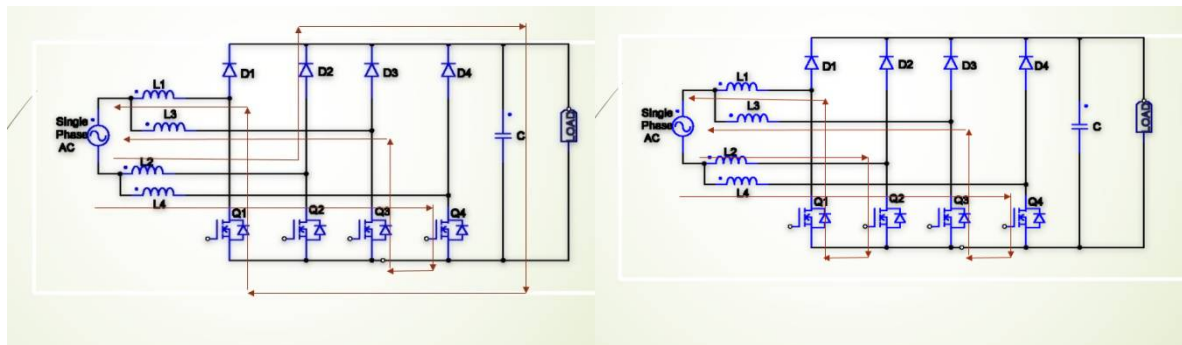 D1
D2
D3
D4
L1
L3
Single
Phase
AC
C
LOAD
L2
L4
Q1
Q2
Q3
Q4
D1
D2
D3
D4
L1
L3
Single
Phase
AC
C
LOAD
L2
L4
Q1
Q2
Q3
Q4